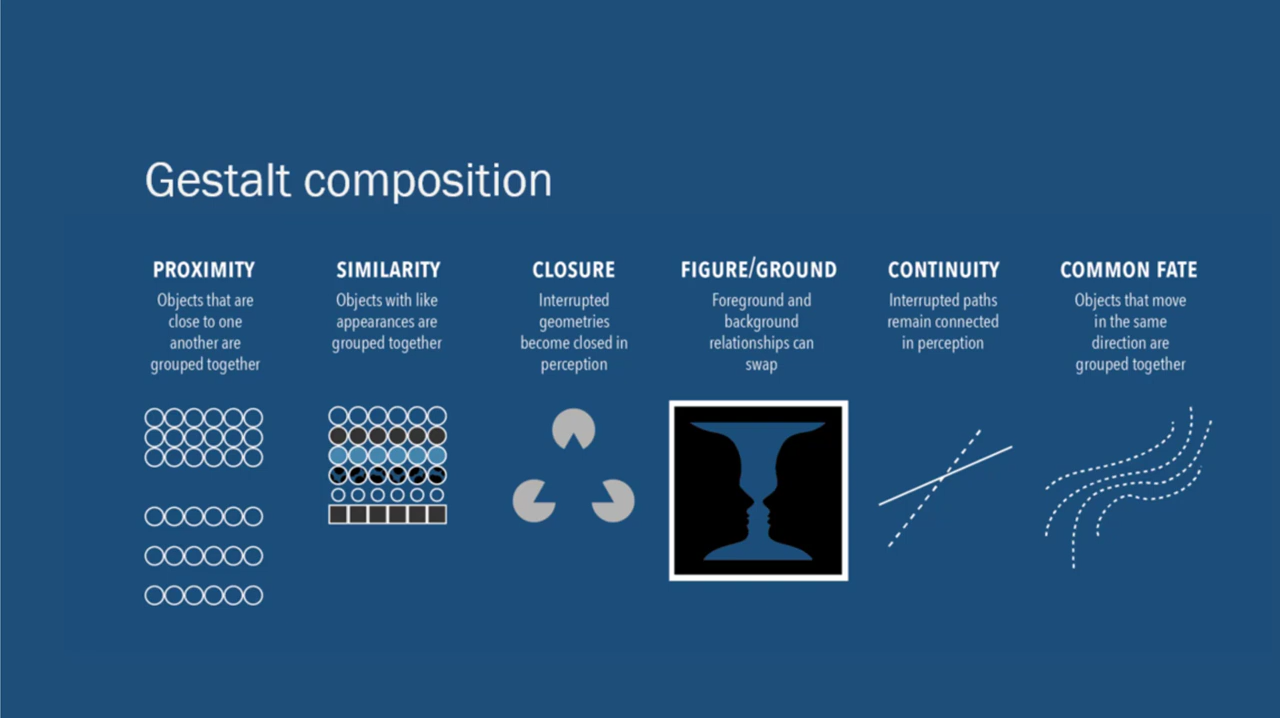 Gestalt composition
PROXIMITY
Objects that are
close to one
another are
grouped together
SIMILARITY
Objects with like
appearances are
grouped together
CLOSURE
Interrupted
geometries
become closed in
perception
FIGURE/GROUND
Foreground and
background
relationships can
swap
CONTINUITY
Interrupted paths
remain connected
in perception
COMMON FATE
Objects that move
in the same
direction are
grouped together